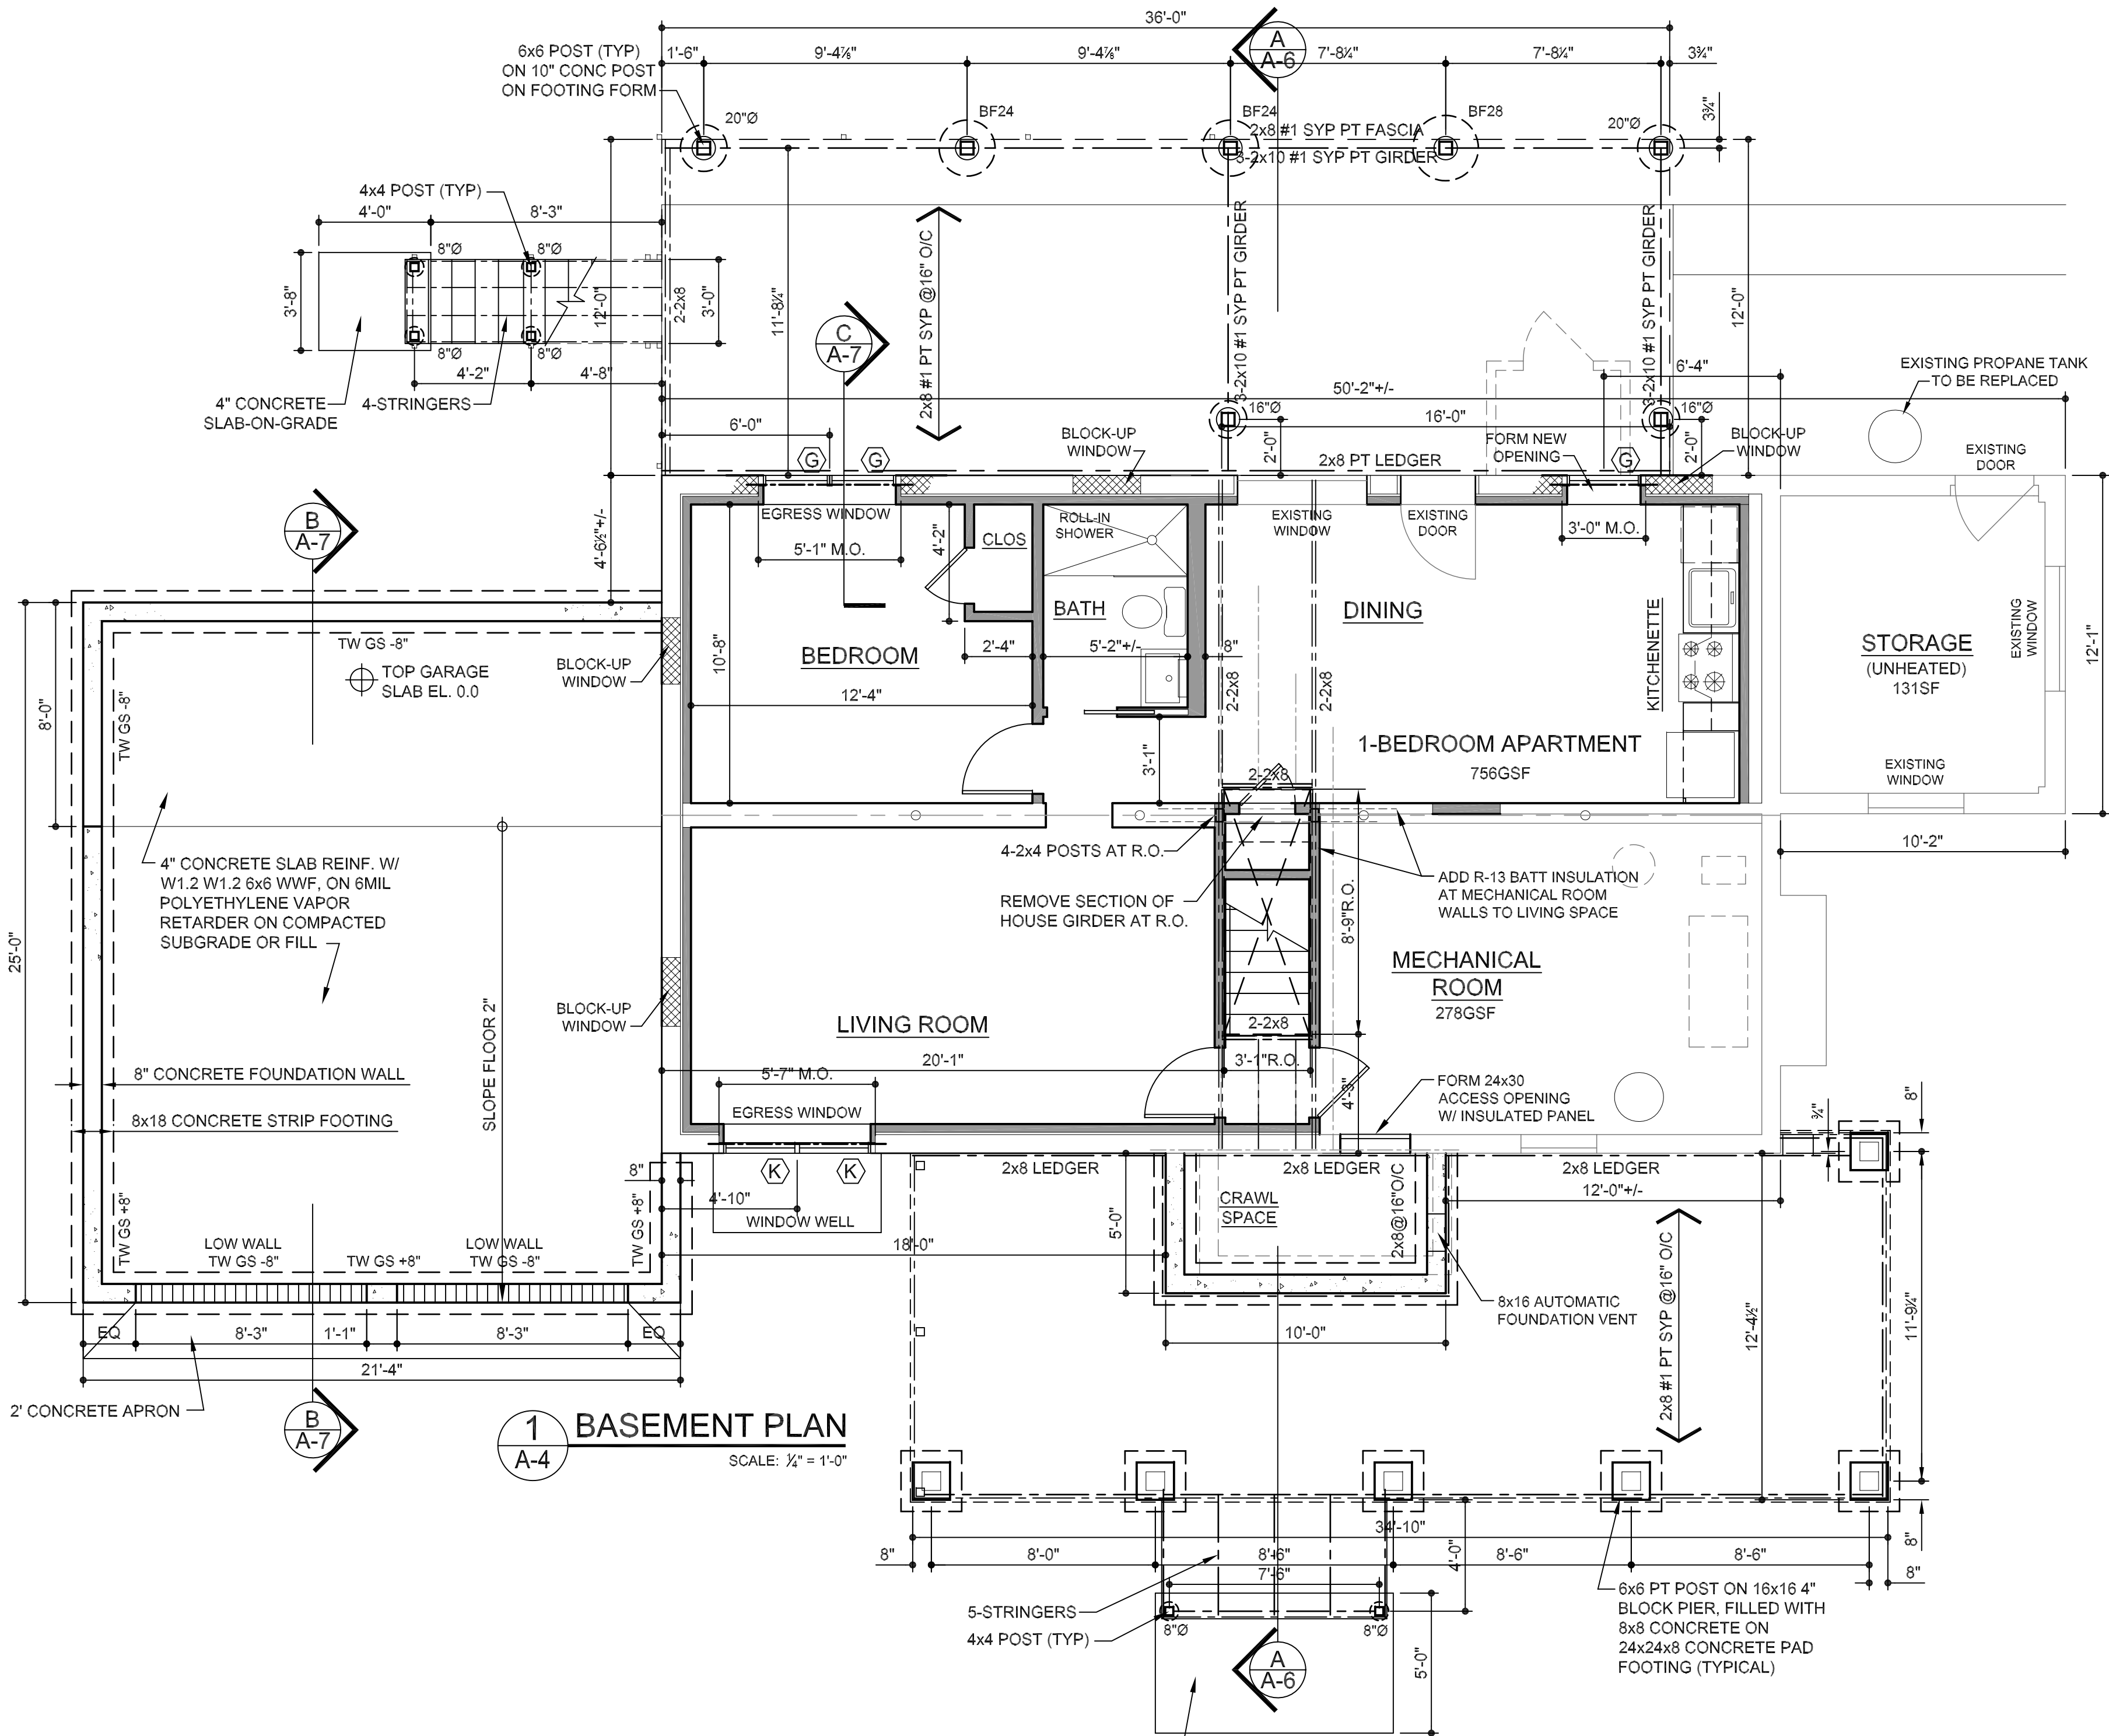 36'-0"
1'-6"
9'-4⅞"
9'-4⅞"
7'-8¼"
7'-8¼"
3¾"
A
A-6
6x6 POST (TYP)
ON 10" CONC POST
ON FOOTING FORM
20"Ø
BF24
BF24
BF28
20"Ø
3¾"
2x8 #1 SYP PT FASCIA
3-2x10 #1 SYP PT GIRDER
4x4 POST (TYP)
4'-0"
8'-3"
8"Ø
8"Ø
3'-8"
12'-0"
2-2x8
3'-0"
11'-8¼"
2x8 #1 PT SYP @16" O/C
3-2x10 #1 SYP PT GIRDER
3-2x10 #1 SYP PT GIRDER
12'-0"
8"Ø
8"Ø
4'-2"
4'-8"
4" CONCRETE
SLAB-ON-GRADE
4-STRINGERS
C
A-7
6'-4"
EXISTING PROPANE TANK
TO BE REPLACED
50'-2"+/-
16"Ø
16"Ø
16'-0"
6'-0"
2'-0"
2'-0"
BLOCK-UP
WINDOW
FORM NEW
OPENING
BLOCK-UP
WINDOW
G
G
G
2x8 PT LEDGER
EXISTING
DOOR
B
A-7
4'-6½"+/-
EGRESS WINDOW
5'-1" M.O.
4'-2"
CLOS
ROLL-IN
SHOWER
EXISTING
WINDOW
EXISTING
DOOR
3'-0" M.O.
BATH
DINING
KITCHENETTE
EXISTING
WINDOW
12'-1"
STORAGE
(UNHEATED)
131SF
TW GS -8"
TOP GARAGE
SLAB EL. 0.0
BLOCK-UP
WINDOW
10'-8"
BEDROOM
2'-4"
5'-2"+/-
8"
12'-4"
2-2x8
2-2x8
8'-0"
TW GS -8"
3'-1"
1-BEDROOM APARTMENT
756GSF
2-2x8
EXISTING
WINDOW
10'-2"
4" CONCRETE SLAB REINF. W/
W1.2 W1.2 6x6 WWF, ON 6MIL
POLYETHYLENE VAPOR
RETARDER ON COMPACTED
SUBGRADE OR FILL
4-2x4 POSTS AT R.O.
REMOVE SECTION OF
HOUSE GIRDER AT R.O.
8'-9"R.O.
ADD R-13 BATT INSULATION
AT MECHANICAL ROOM
WALLS TO LIVING SPACE
25'-0"
MECHANICAL
ROOM
278GSF
BLOCK-UP
WINDOW
SLOPE FLOOR 2"
LIVING ROOM
2-2x8
20'-1"
3'-1"R.O.
8" CONCRETE FOUNDATION WALL
8x18 CONCRETE STRIP FOOTING
5'-7" M.O.
EGRESS WINDOW
4'-3"
FORM 24x30
ACCESS OPENING
W/ INSULATED PANEL
¾"
8"
8"
K
K
4'-10"
WINDOW WELL
2x8 LEDGER
2x8 LEDGER
2x8 LEDGER
12'-0"+/-
CRAWL
SPACE
5'-0"
2x8@16"O/C
18'-0"
TW GS +8"
LOW WALL
TW GS -8"
TW GS +8"
LOW WALL
TW GS -8"
TW GS +8"
8x16 AUTOMATIC
FOUNDATION VENT
2x8 #1 PT SYP @16" O/C
12'-4½"
11'-9¼"
EQ
8'-3"
1'-1"
8'-3"
EQ
21'-4"
10'-0"
2' CONCRETE APRON
B
A-7
1
A-4
BASEMENT PLAN
SCALE: ¼" = 1'-0"
34'-10"
8"
8"
8'-0"
8'-6"
8'-6"
8'-6"
8"
7'-6"
4'-0"
5-STRINGERS
4x4 POST (TYP)
8"Ø
8"Ø
A
A-6
5'-0"
6x6 PT POST ON 16x16 4"
BLOCK PIER, FILLED WITH
8x8 CONCRETE ON
24x24x8 CONCRETE PAD
FOOTING (TYPICAL)